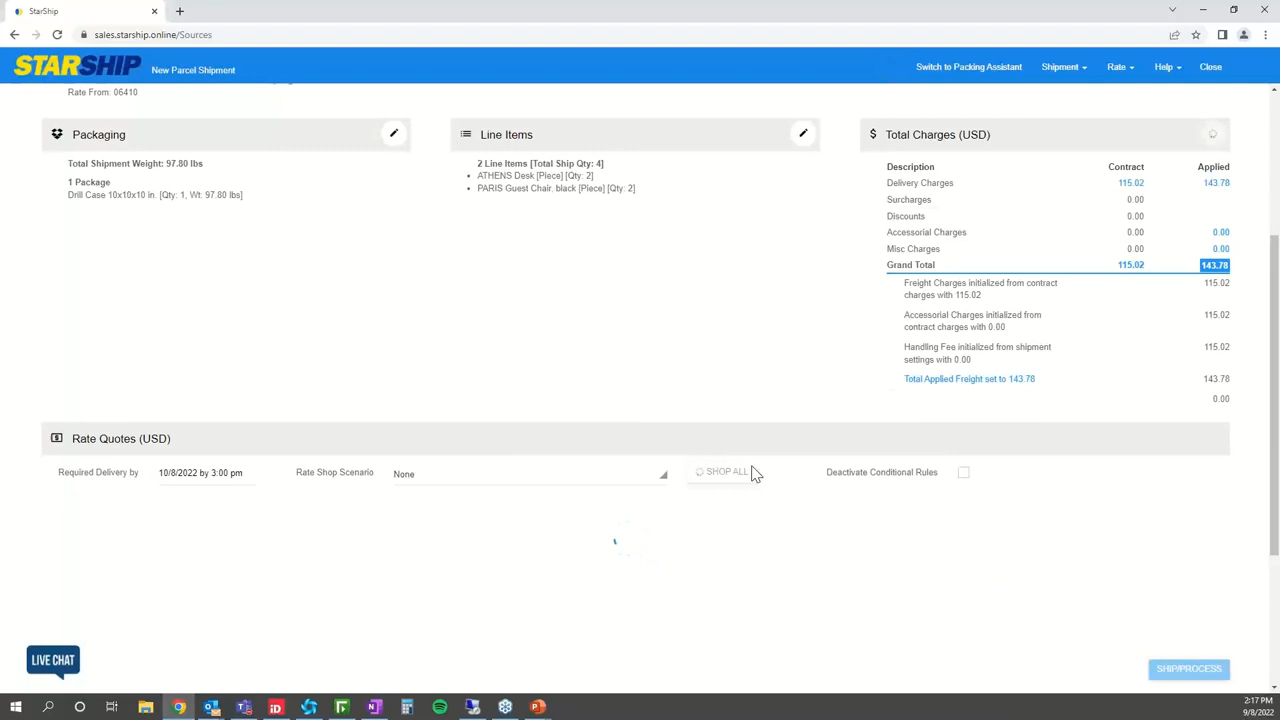 StarShip
sales.starship.online/Sources
STARSHIP
New Parcel Shipment
Switch to Packing Assistant
Shipment
Rate
Help
Close
Rate From: 06410
Packaging
Line Items
$ Total Charges (USD)
Total Shipment Weight: 97.80 lbs
1 Package
Drill Case 10x10x10 in. [Qty: 1, Wt: 97.80 lbs]
2 Line Items [Total Ship Qty: 4]
ATHENS Desk [Piece] [Qty: 2]
PARIS Guest Chair. black [Piece] [Qty: 2]
Description Contract Applied
Delivery Charges 115.02 143.78
Surcharges 0.00
Discounts 0.00
Accessorial Charges 0.00 0.00
Misc Charges 0.00 0.00
Grand Total 115.02 143.78
Freight Charges initialized from contract 115.02
charges with 115.02
Accessorial Charges initialized from 115.02
contract charges with 0.00
Handling Fee initialized from shipment 115.02
settings with 0.00
Total Applied Freight set to 143.78 143.78
0.00
Rate Quotes (USD)
Required Delivery by 10/8/2022 by 3:00 pm Rate Shop Scenario None SHOP ALL Deactivate Conditional Rules
LIVE CHAT
SHIP/PROCESS
2:17 PM
9/8/2022